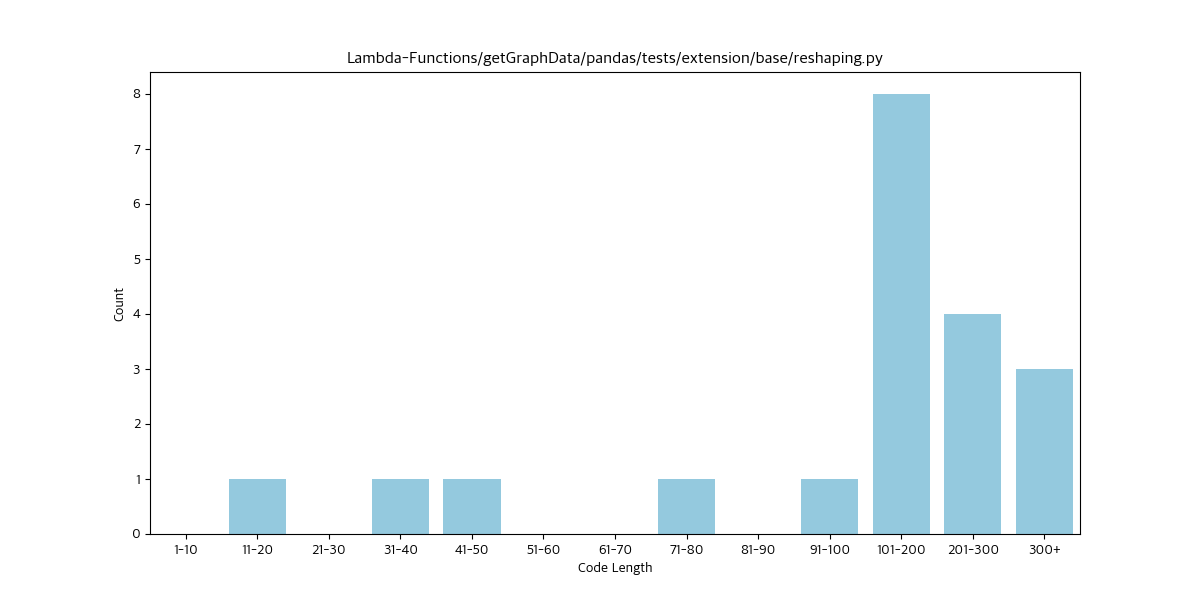 Lambda-Functions/getGraphData/pandas/tests/extension/base/reshaping.py
8
7
6
5
4
3
2
1
0
Count
1-10 11-20 21-30 31-40 41-50 51-60 61-70 71-80 81-90 91-100 101-200 201-300 300+
Code Length